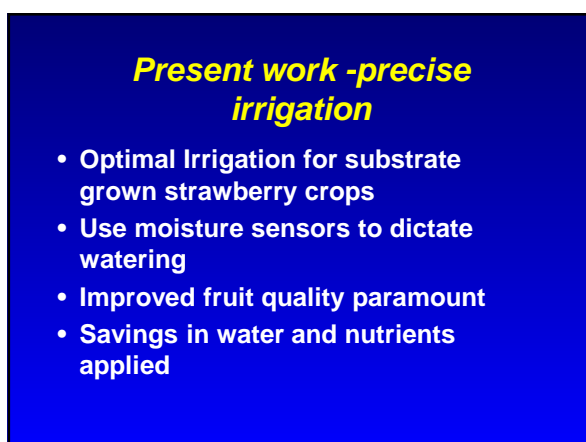 Present work -precise
irrigation
• Optimal Irrigation for substrate
grown strawberry crops
• Use moisture sensors to dictate
watering
• Improved fruit quality paramount
• Savings in water and nutrients
applied